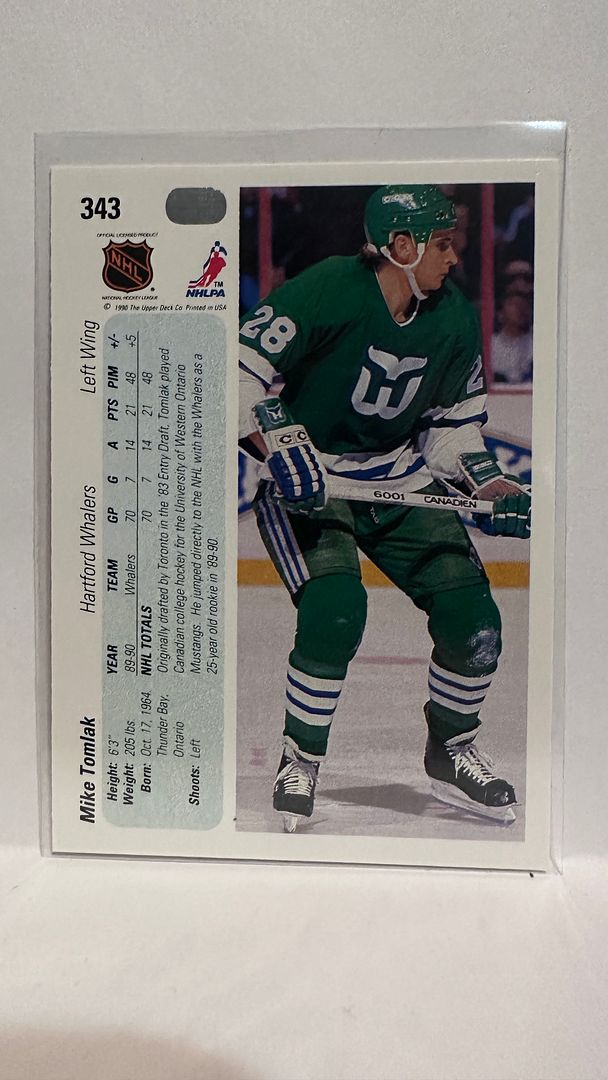 343
OFFICIAL LICENSED PRODUCT
NHL
NATIONAL HOCKEY LEAGUE
TM
NHLPA
© 1990 The Upper Deck Co. Printed in USA
Mike Tomlak Hartford Whalers Left Wing
Height: 6'3"
Weight: 205 lbs.
Born: Oct. 17, 1964.
Thunder Bay,
Ontario
Shoots: Left
YEAR TEAM GP G A PTS PIM +/-
89-90 Whalers 70 7 14 21 48 +5
NHL TOTALS 70 7 14 21 48
Originally drafted by Toronto in the '83 Entry Draft, Tomlak played
Canadian college hockey for the University of Western Ontario
Mustangs. He jumped directly to the NHL with the Whalers as a
25-year old rookie in '89-90.
28
2
CCM
6001 CANADIEN